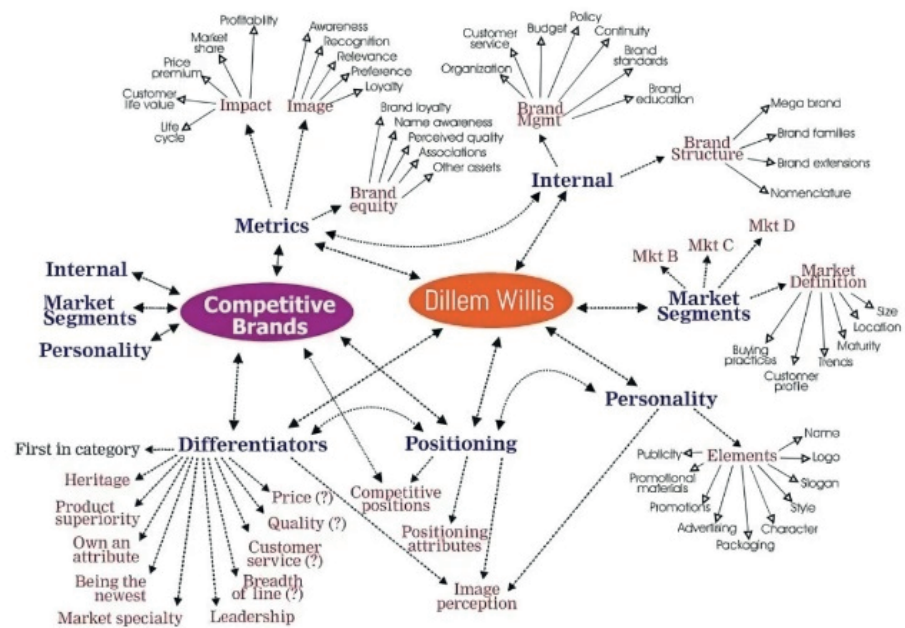 Profitability
Market
share
Price
premium
Customer
life value
Life
cycle
Impact
Awareness
Recognition
Relevance
Preference
Loyalty
Image
Brand loyalty
Name awareness
Perceived quality
Associations
Other assets
Brand
equity
Metrics
Customer
service
Organization
Budget
Policy
Continuity
Brand
standards
Brand
education
Brand
Mgmt
Internal
Brand
Structure
Mega brand
Brand families
Brand extensions
Nomenclature
Internal
Market
Segments
Personality
Competitive
Brands
Dillem Willis
Market
Segments
Mkt B
Mkt C
Mkt D
Market
Definition
Size
Location
Maturity
Trends
Customer
profile
Buying
practices
Personality
Elements
Name
Logo
Slogan
Style
Character
Packaging
Advertising
Promotions
Promotional
materials
Publicity
Differentiators
First in category
Heritage
Product
superiority
Own an
attribute
Being the
newest
Market specialty
Leadership
Breadth
of line (?)
Customer
service (?)
Quality (?)
Price (?)
Positioning
Competitive
positions
Positioning
attributes
Image
perception